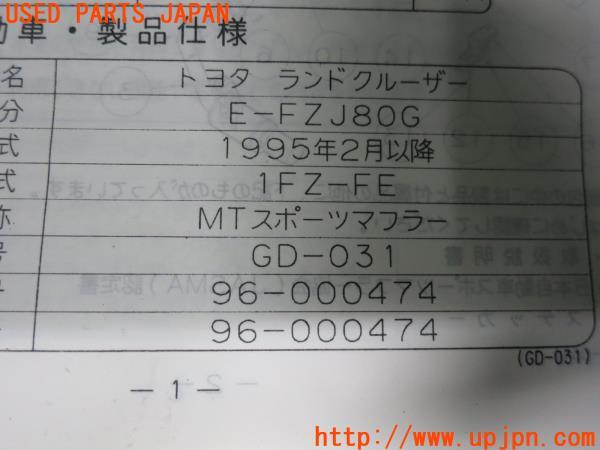 USED PARTS JAPAN
動車・製品仕様
名 トヨタ ランドクルーザー
分 E-FZJ80G
式 1995年2月以降
式 1FZ-FE
称 MTスポーツマフラー
号 GD-031
96-000474
96-000474
(GD-031)
— 1 —
http://www.upjpn.com/